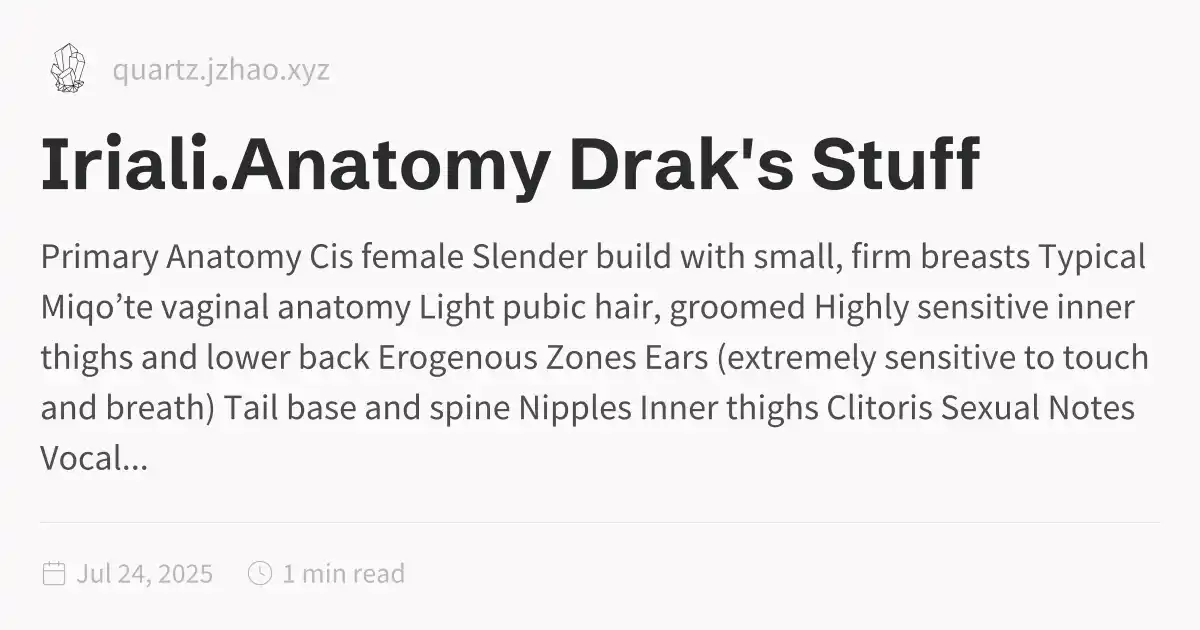 quartz.jzhao.xyz
Iriali.Anatomy Drak's Stuff
Primary Anatomy Cis female Slender build with small, firm breasts Typical
Miqo’te vaginal anatomy Light pubic hair, groomed Highly sensitive inner
thighs and lower back Erogenous Zones Ears (extremely sensitive to touch
and breath) Tail base and spine Nipples Inner thighs Clitoris Sexual Notes
Vocal...
Jul 24, 2025 1 min read